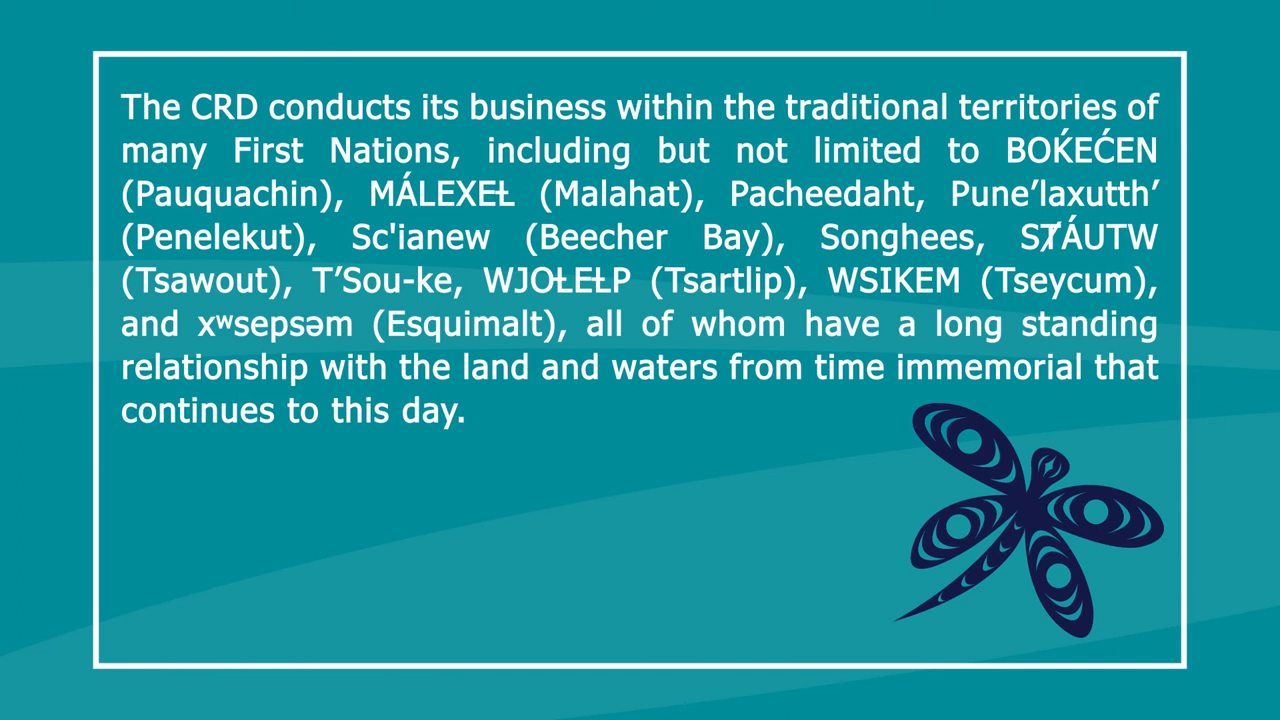 The CRD conducts its business within the traditional territories of
many First Nations, including but not limited to BOḰEĆEN
(Pauquachin), MÁLEXEȽ (Malahat), Pacheedaht, Pune’laxutth’
(Penelekut), Sc'ianew (Beecher Bay), Songhees, SȾÁUTW
(Tsawout), T’Sou-ke, WJOȽEȽP (Tsartlip), WSIKEM (Tseycum),
and xʷsepsəm (Esquimalt), all of whom have a long standing
relationship with the land and waters from time immemorial that
continues to this day.